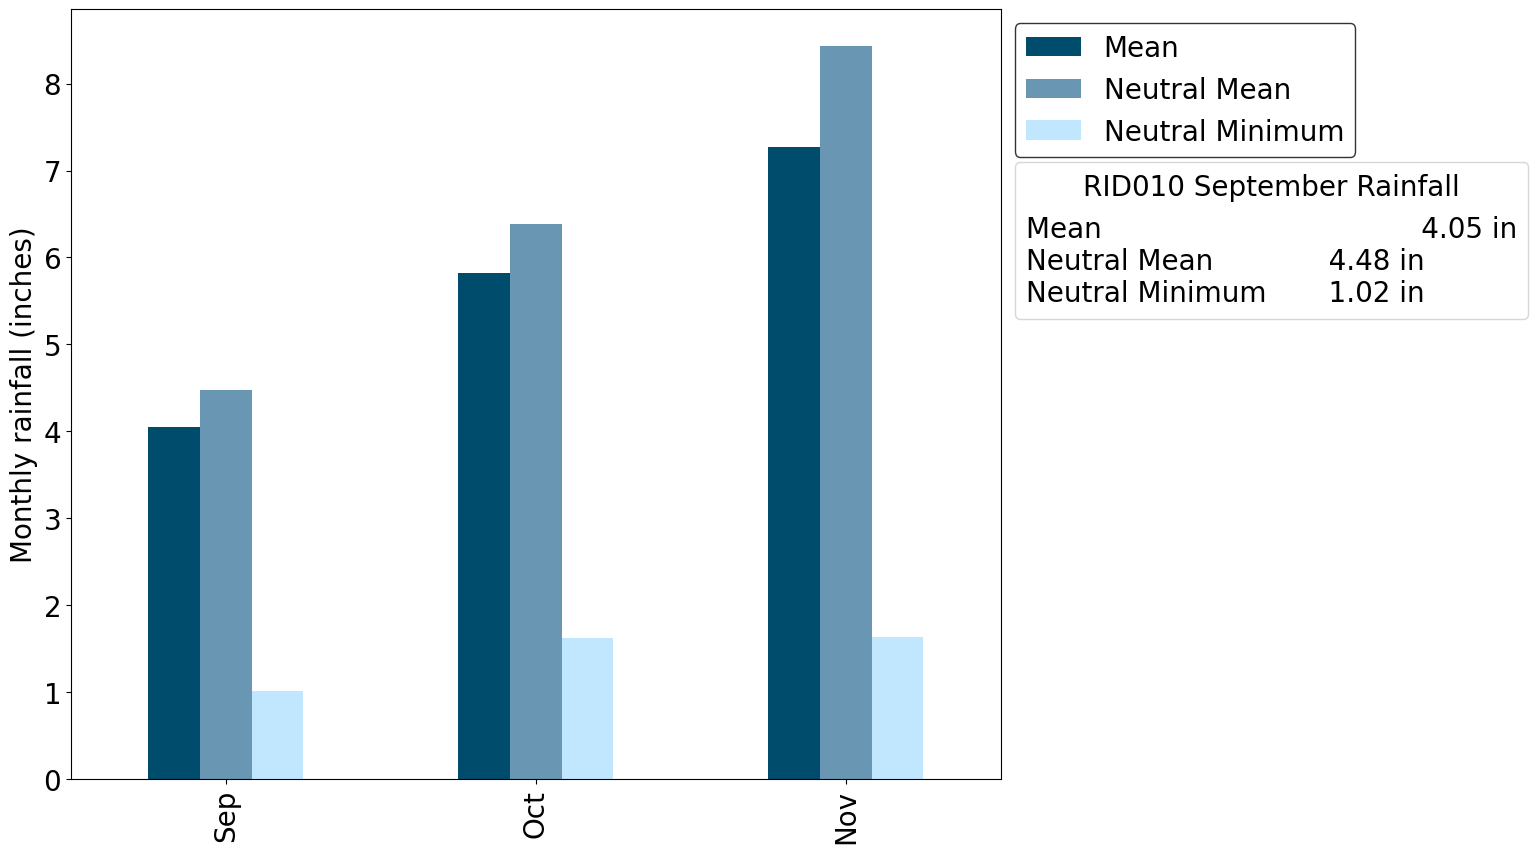 Mean
Neutral Mean
Neutral Minimum
RID010 September Rainfall
Mean 4.05 in
Neutral Mean 4.48 in
Neutral Minimum 1.02 in
Monthly rainfall (inches)
8
7
6
5
4
3
2
1
0
Sep
Oct
Nov